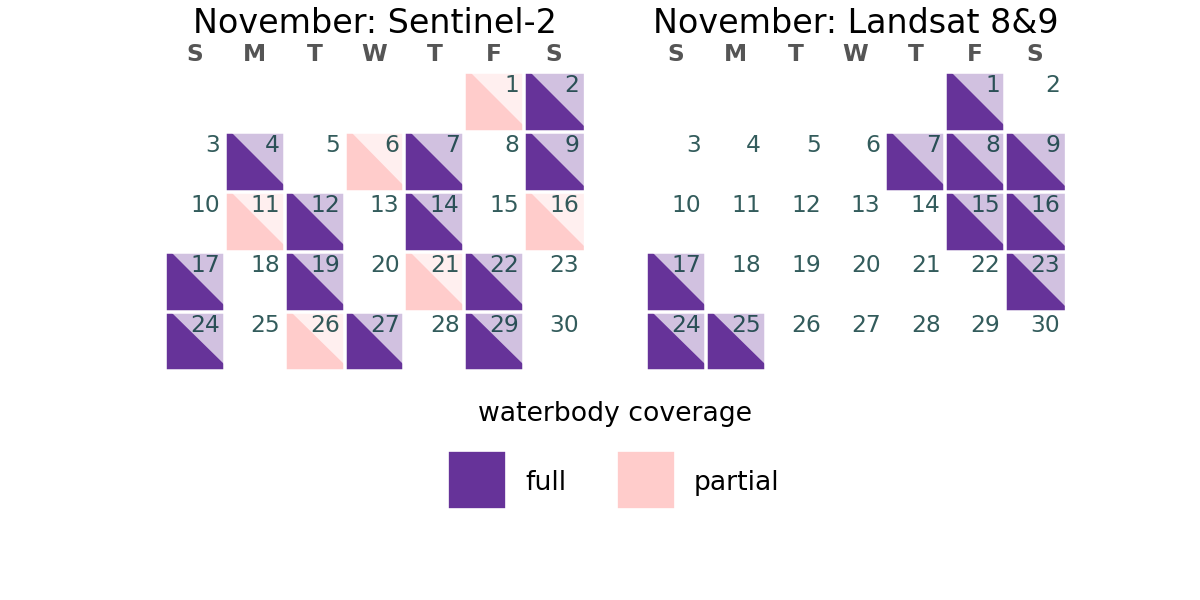 November: Sentinel-2
S M T W T F S
1 2
3 4 5 6 7 8 9
10 11 12 13 14 15 16
17 18 19 20 21 22 23
24 25 26 27 28 29 30
November: Landsat 8&9
S M T W T F S
1 2
3 4 5 6 7 8 9
10 11 12 13 14 15 16
17 18 19 20 21 22 23
24 25 26 27 28 29 30
waterbody coverage
full partial